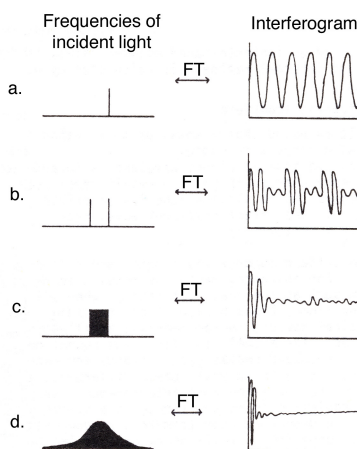 Frequencies of
incident light
Interferogram
a.
FT
b.
FT
c.
FT
d.
FT